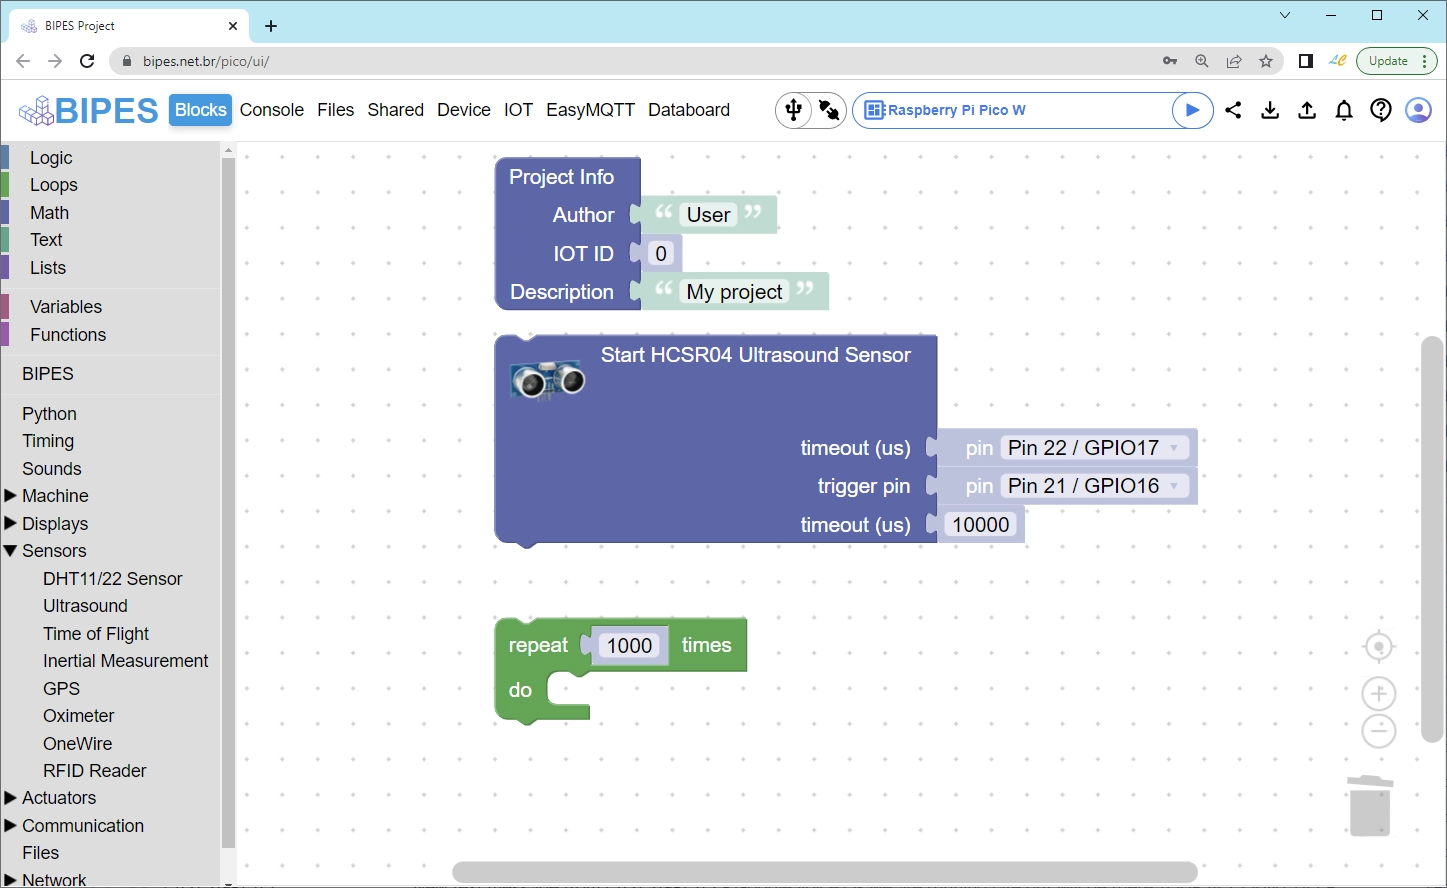 BIPES Project
bipes.net.br/pico/ui/
Update
BIPES Blocks Console Files Shared Device IOT EasyMQTT Databoard
Raspberry Pi Pico W
Logic
Loops
Math
Text
Lists
Variables
Functions
BIPES
Python
Timing
Sounds
Machine
Displays
Sensors
DHT11/22 Sensor
Ultrasound
Time of Flight
Inertial Measurement
GPS
Oximeter
OneWire
RFID Reader
Actuators
Communication
Files
Network
Project Info
Author “ User ”
IOT ID 0
Description “ My project ”
Start HCSR04 Ultrasound Sensor
timeout (us) pin Pin 22 / GPIO17
trigger pin pin Pin 21 / GPIO16
timeout (us) 10000
repeat 1000 times
do